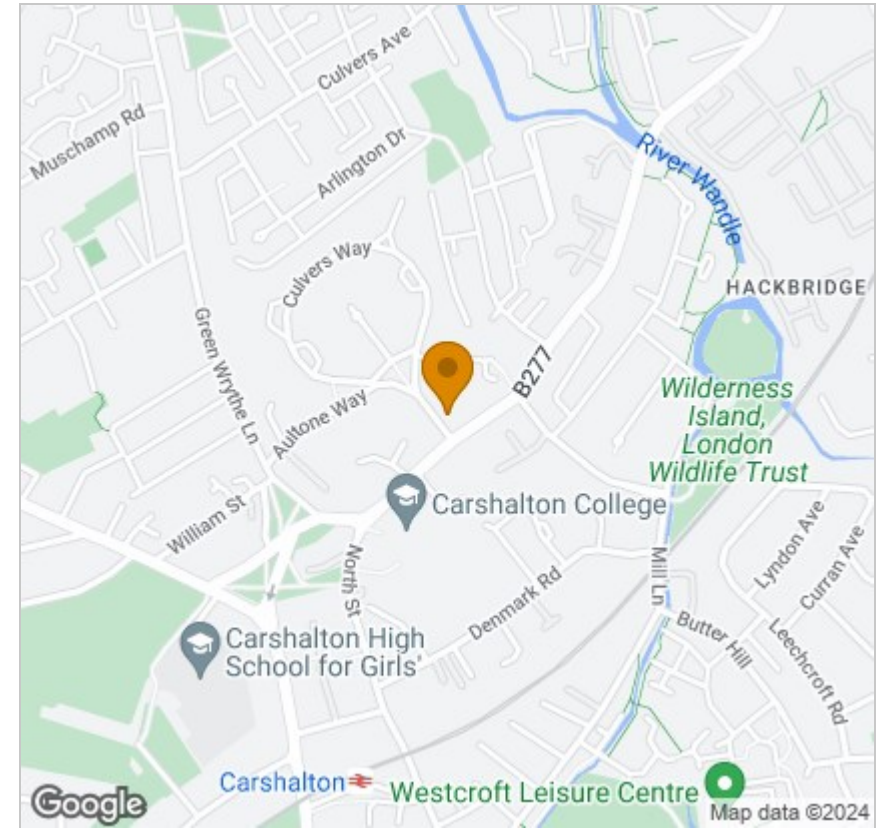 Culvers Ave
Muschamp Rd
Arlington Dr
River Wandle
Culvers Way
HACKBRIDGE
Green Wrythe Ln
B277
Wilderness
Island,
London
Wildlife Trust
Aultone Way
Carshalton College
William St
North St
Mill Ln
Lyndon Ave
Curran Ave
Denmark Rd
Butter Hill
Leechcroft Rd
Carshalton High
School for Girls'
Carshalton
Westcroft Leisure Centre
Google
Map data ©2024